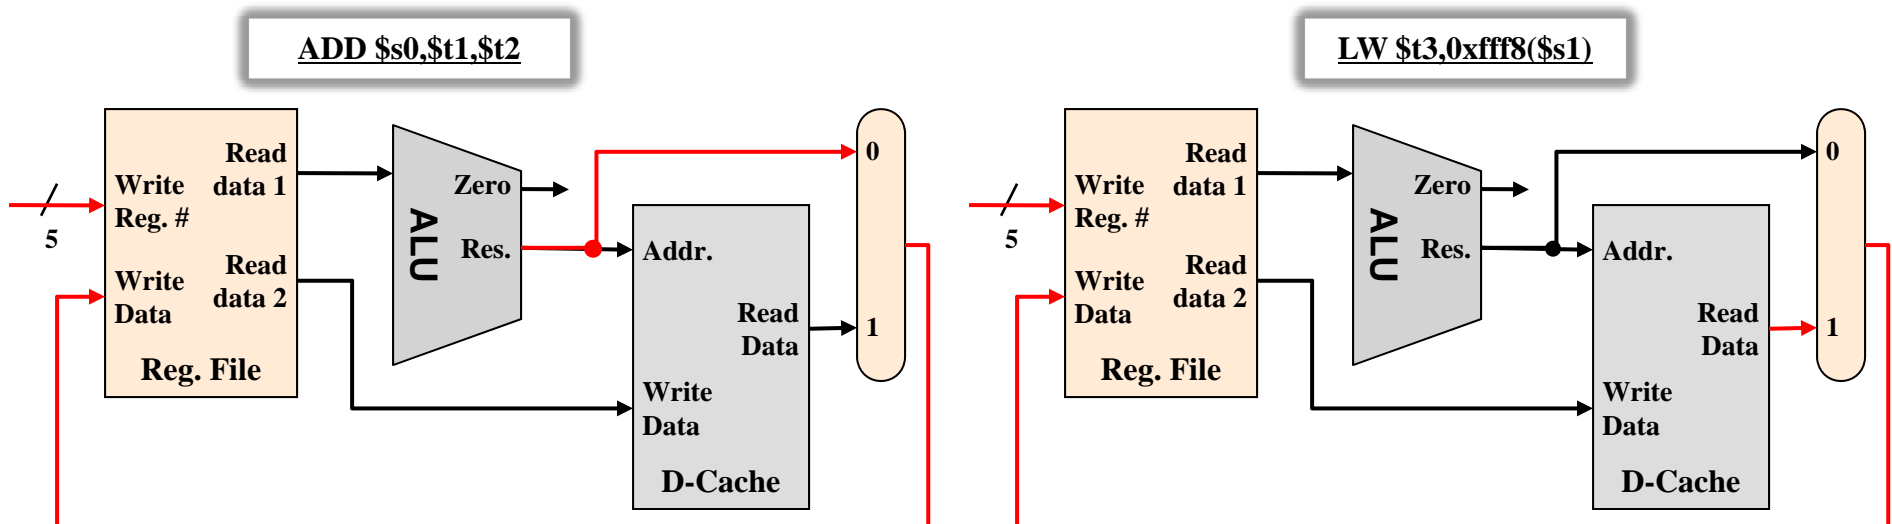 ADD $s0,$t1,$t2
Read
data 1
Write
Reg. #
5
Read
data 2
Write
Data
Reg. File
ALU
Zero
Res.
Addr.
Read
Data
Write
Data
D-Cache
0
1
LW $t3,0xfff8($s1)
Read
data 1
Write
Reg. #
5
Read
data 2
Write
Data
Reg. File
ALU
Zero
Res.
Addr.
Read
Data
Write
Data
D-Cache
0
1